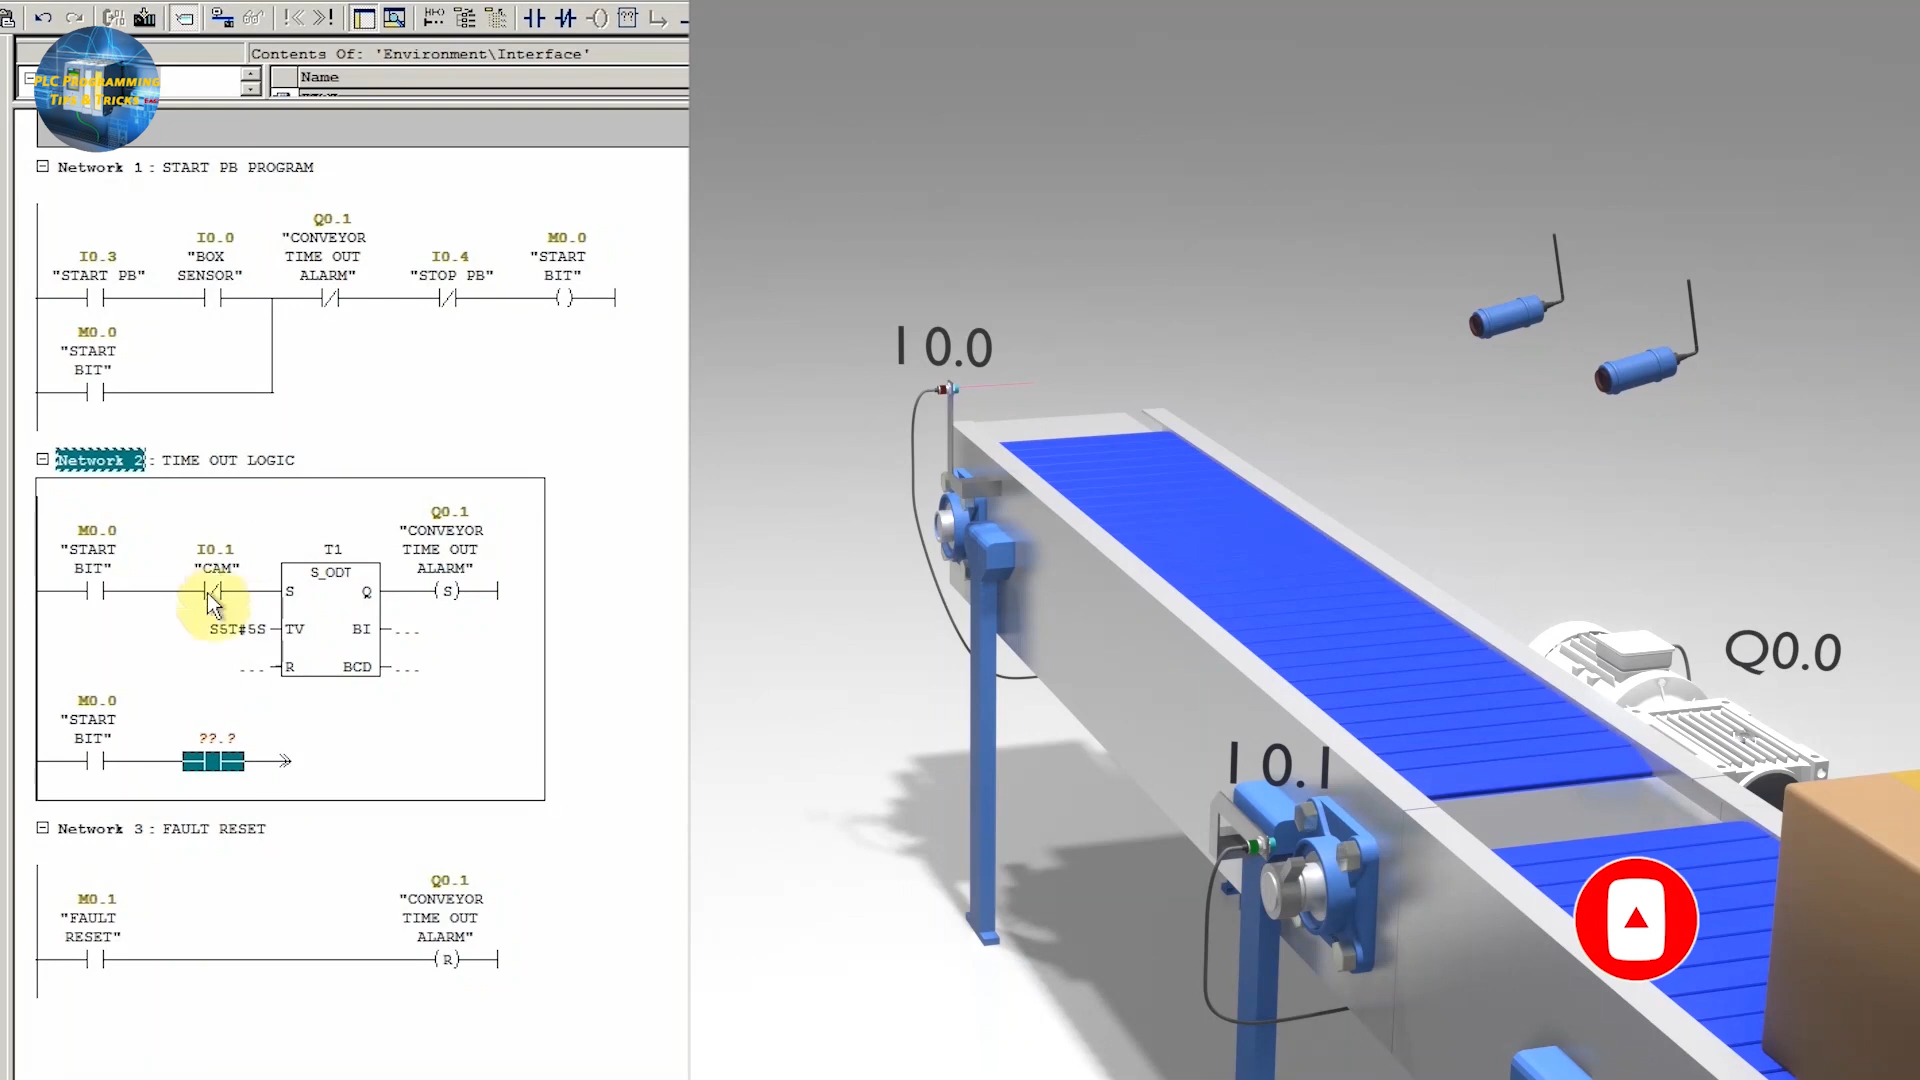 Contents Of: 'Environment\Interface'
Name
PLC PROGRAMMING
TIPS & TRICKS
Network 1 : START PB PROGRAM
Q0.1
I0.0
"CONVEYOR
M0.0
I0.3
"BOX
TIME OUT
I0.4
"START
"START PB"
SENSOR"
ALARM"
"STOP PB"
BIT"
M0.0
"START
BIT"
Network 2 : TIME OUT LOGIC
Q0.1
M0.0
"CONVEYOR
"START
I0.1
T1
TIME OUT
BIT"
"CAM"
S_ODT
ALARM"
S
Q
(S)
S5T#5S
TV
BI
...
...
R
BCD
...
M0.0
"START
BIT"
??.?
Network 3 : FAULT RESET
Q0.1
M0.1
"CONVEYOR
"FAULT
TIME OUT
RESET"
ALARM"
(R)
I 0.0
Q0.0
I 0.1